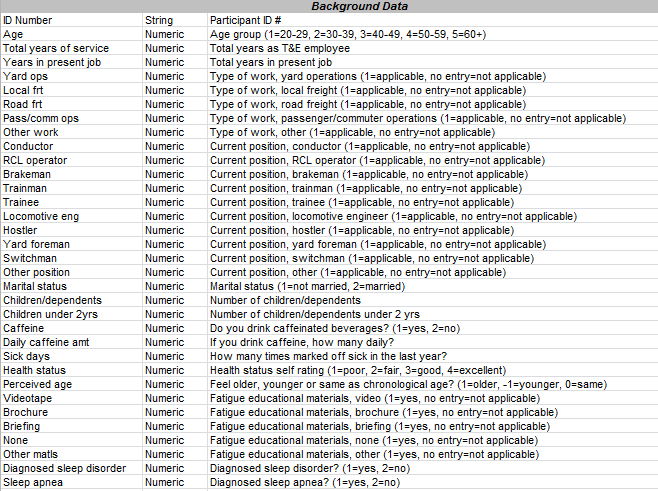 Background Data
ID Number String Participant ID #
Age Numeric Age group (1=20-29, 2=30-39, 3=40-49, 4=50-59, 5=60+)
Total years of service Numeric Total years as T&E employee
Years in present job Numeric Total years in present job
Yard ops Numeric Type of work, yard operations (1=applicable, no entry=not applicable)
Local frt Numeric Type of work, local freight (1=applicable, no entry=not applicable)
Road frt Numeric Type of work, road freight (1=applicable, no entry=not applicable)
Pass/comm ops Numeric Type of work, passenger/commuter operations (1=applicable, no entry=not applicable)
Other work Numeric Type of work, other (1=applicable, no entry=not applicable)
Conductor Numeric Current position, conductor (1=applicable, no entry=not applicable)
RCL operator Numeric Current position, RCL operator (1=applicable, no entry=not applicable)
Brakeman Numeric Current position, brakeman (1=applicable, no entry=not applicable)
Trainman Numeric Current position, trainman (1=applicable, no entry=not applicable)
Trainee Numeric Current position, trainee (1=applicable, no entry=not applicable)
Locomotive eng Numeric Current position, locomotive engineer (1=applicable, no entry=not applicable)
Hostler Numeric Current position, hostler (1=applicable, no entry=not applicable)
Yard foreman Numeric Current position, yard foreman (1=applicable, no entry=not applicable)
Switchman Numeric Current position, switchman (1=applicable, no entry=not applicable)
Other position Numeric Current position, other (1=applicable, no entry=not applicable)
Marital status Numeric Marital status (1=not married, 2=married)
Children/dependents Numeric Number of children/dependents
Children under 2yrs Numeric Number of children/dependents under 2 yrs
Caffeine Numeric Do you drink caffeinated beverages? (1=yes, 2=no)
Daily caffeine amt Numeric If you drink caffeine, how many daily?
Sick days Numeric How many times marked off sick in the last year?
Health status Numeric Health status self rating (1=poor, 2=fair, 3=good, 4=excellent)
Perceived age Numeric Feel older, younger or same as chronological age? (1=older, -1=younger, 0=same)
Videotape Numeric Fatigue educational materials, video (1=yes, no entry=not applicable)
Brochure Numeric Fatigue educational materials, brochure (1=yes, no entry=not applicable)
Briefing Numeric Fatigue educational materials, briefing (1=yes, no entry=not applicable)
None Numeric Fatigue educational materials, none (1=yes, no entry=not applicable)
Other matls Numeric Fatigue educational materials, other (1=yes, no entry=not applicable)
Diagnosed sleep disorder Numeric Diagnosed sleep disorder? (1=yes, 2=no)
Sleep apnea Numeric Diagnosed sleep apnea? (1=yes, 2=no)